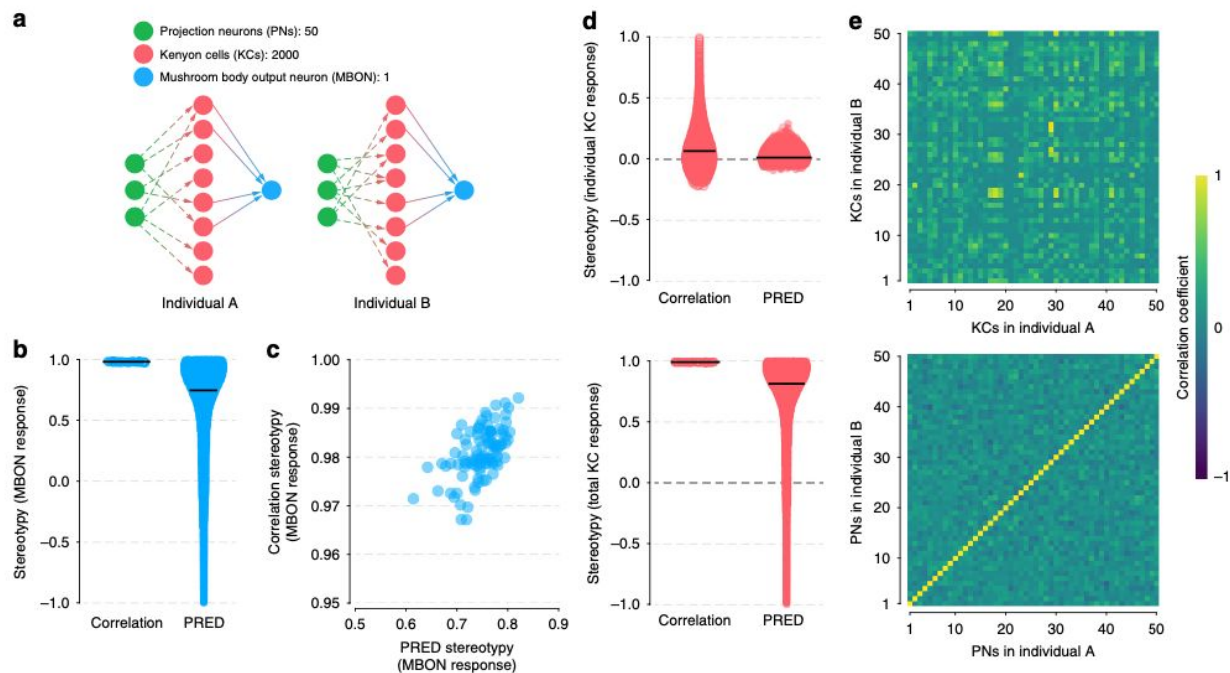 a
Projection neurons (PNs): 50
Kenyon cells (KCs): 2000
Mushroom body output neuron (MBON): 1
Individual A
Individual B
b
Stereotypy (MBON response)
1.0
0.5
0.0
−0.5
−1.0
Correlation
PRED
c
Correlation stereotypy
(MBON response)
1.00
0.99
0.98
0.97
0.96
0.95
0.5
0.6
0.7
0.8
0.9
PRED stereotypy
(MBON response)
d
Stereotypy (individual KC response)
1.0
0.5
0.0
−0.5
−1.0
Correlation
PRED
Stereotypy (total KC response)
1.0
0.5
0.0
−0.5
−1.0
Correlation
PRED
e
KCs in individual B
50
40
30
20
10
1
1
10
20
30
40
50
KCs in individual A
PNs in individual B
50
40
30
20
10
1
1
10
20
30
40
50
PNs in individual A
1
0
−1
Correlation coefficient